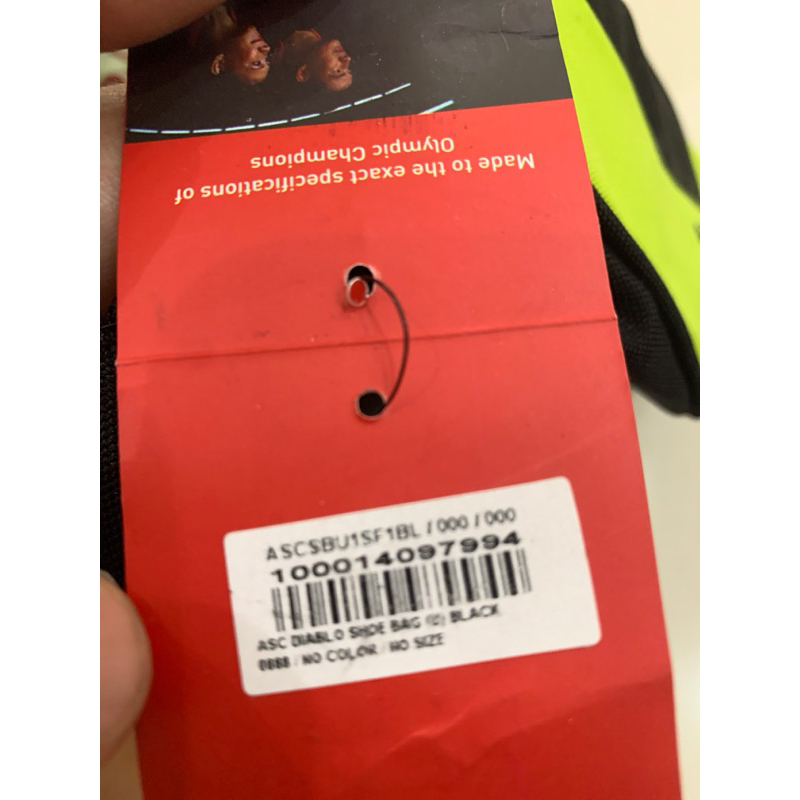 Made to the exact specifications of
Olympic Champions
ASCSBU1SF1BL / 000 / 000
100014097994
ASC DIABLO SHOE BAG (C) BLACK
0888 / NO COLOR / NO SIZE